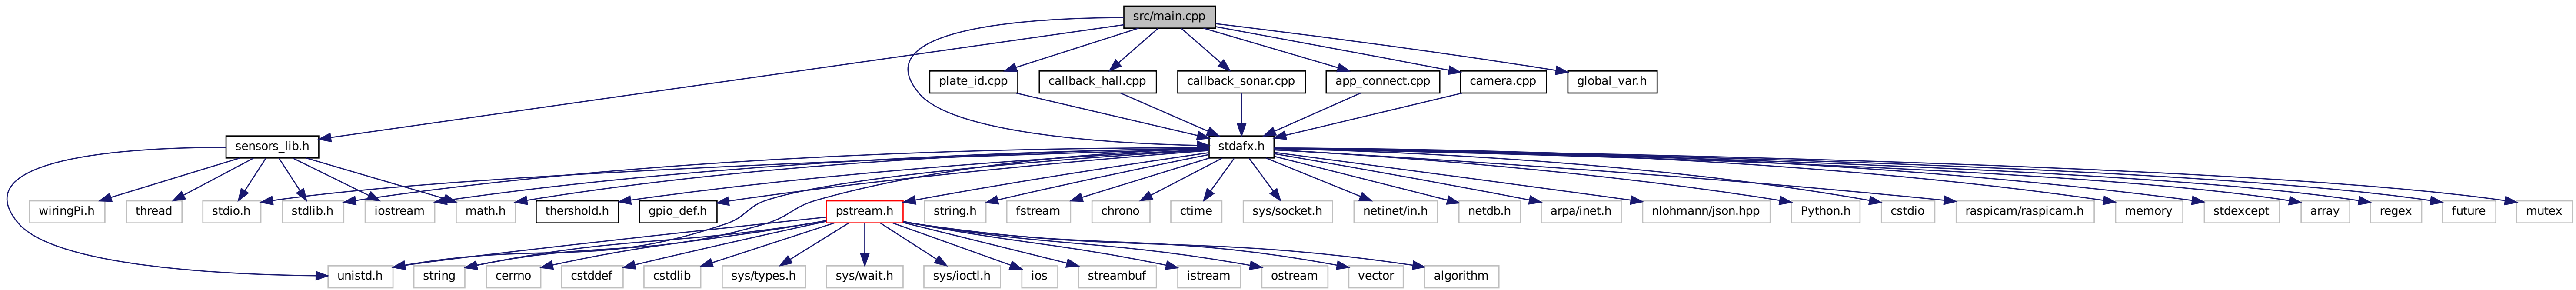 src/main.cpp
plate_id.cpp
callback_hall.cpp
callback_sonar.cpp
app_connect.cpp
camera.cpp
global_var.h
sensors_lib.h
stdafx.h
wiringPi.h
thread
stdio.h
stdlib.h
iostream
math.h
thershold.h
gpio_def.h
pstream.h
string.h
fstream
chrono
ctime
sys/socket.h
netinet/in.h
netdb.h
arpa/inet.h
nlohmann/json.hpp
Python.h
cstdio
raspicam/raspicam.h
memory
stdexcept
array
regex
future
mutex
unistd.h
string
cerrno
cstddef
cstdlib
sys/types.h
sys/wait.h
sys/ioctl.h
ios
streambuf
istream
ostream
vector
algorithm